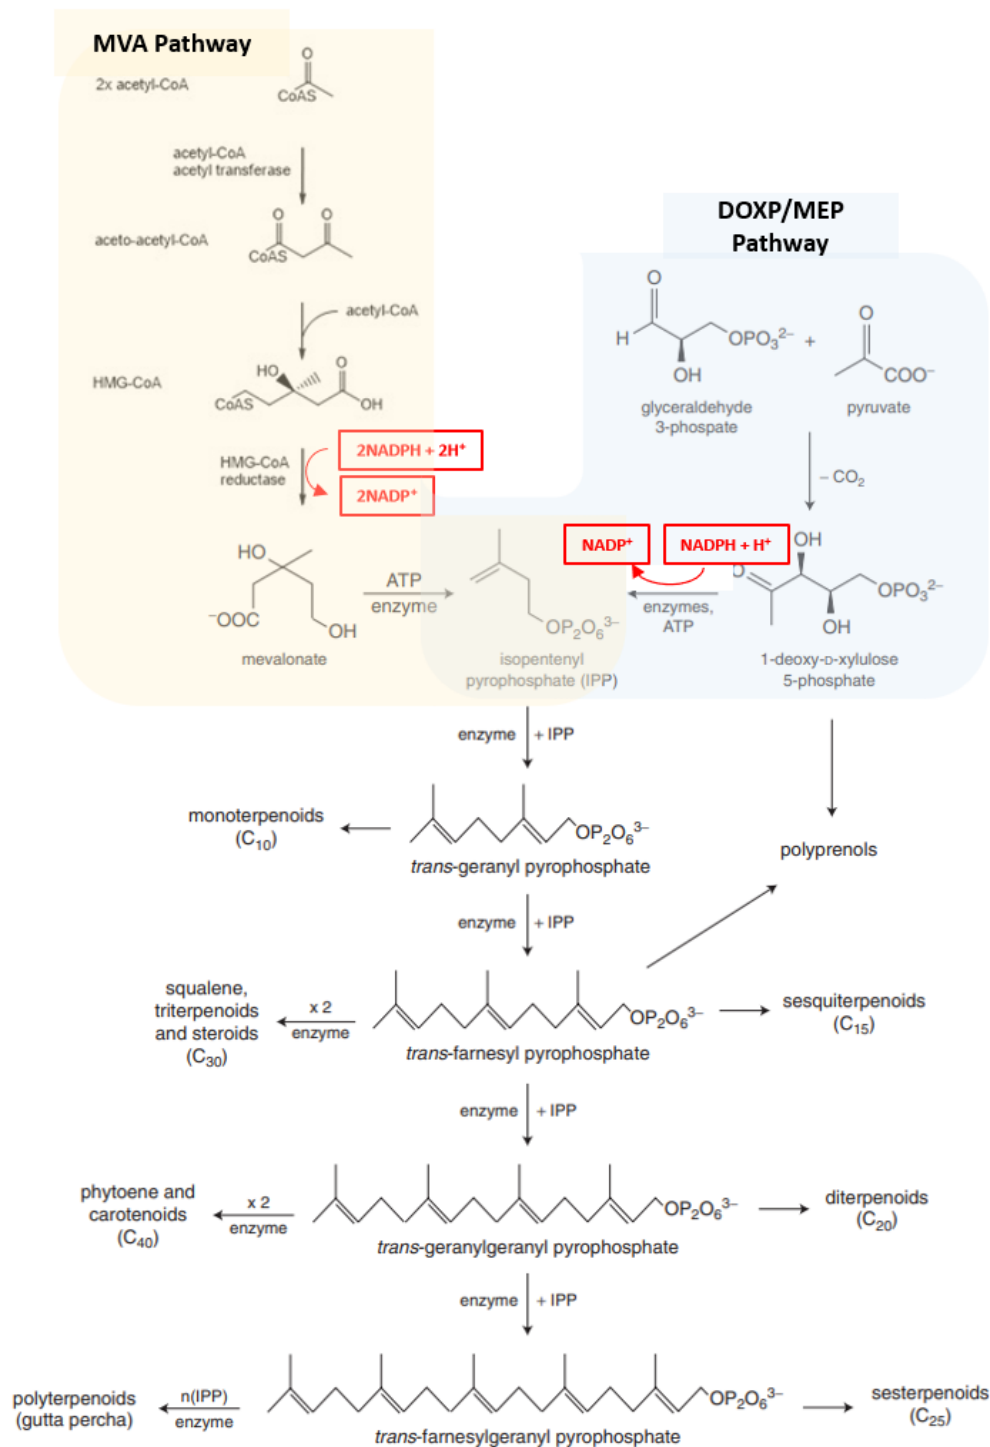 MVA Pathway
2x acetyl-CoA
O
CoAS
acetyl-CoA
acetyl transferase
aceto-acetyl-CoA
O
O
CoAS
acetyl-CoA
HMG-CoA
HO
O
CoAS
OH
HMG-CoA
reductase
2NADPH + 2H⁺
2NADP⁺
HO
⁻OOC
OH
mevalonate
ATP
enzyme
OP₂O₆³⁻
isopentenyl
pyrophosphate (IPP)
DOXP/MEP
Pathway
O
H
OPO₃²⁻
+
OH
glyceraldehyde
3-phospate
O
COO⁻
pyruvate
– CO₂
NADP⁺
NADPH + H⁺
enzymes,
ATP
OH
O
OPO₃²⁻
OH
1-deoxy-D-xylulose
5-phosphate
enzyme
+ IPP
monoterpenoids
(C₁₀)
OP₂O₆³⁻
trans-geranyl pyrophosphate
polyprenols
enzyme
+ IPP
squalene,
triterpenoids
and steroids
(C₃₀)
x 2
enzyme
OP₂O₆³⁻
trans-farnesyl pyrophosphate
sesquiterpenoids
(C₁₅)
enzyme
+ IPP
phytoene and
carotenoids
(C₄₀)
x 2
enzyme
OP₂O₆³⁻
trans-geranylgeranyl pyrophosphate
diterpenoids
(C₂₀)
enzyme
+ IPP
polyterpenoids
(gutta percha)
n(IPP)
enzyme
OP₂O₆³⁻
trans-farnesylgeranyl pyrophosphate
sesterpenoids
(C₂₅)